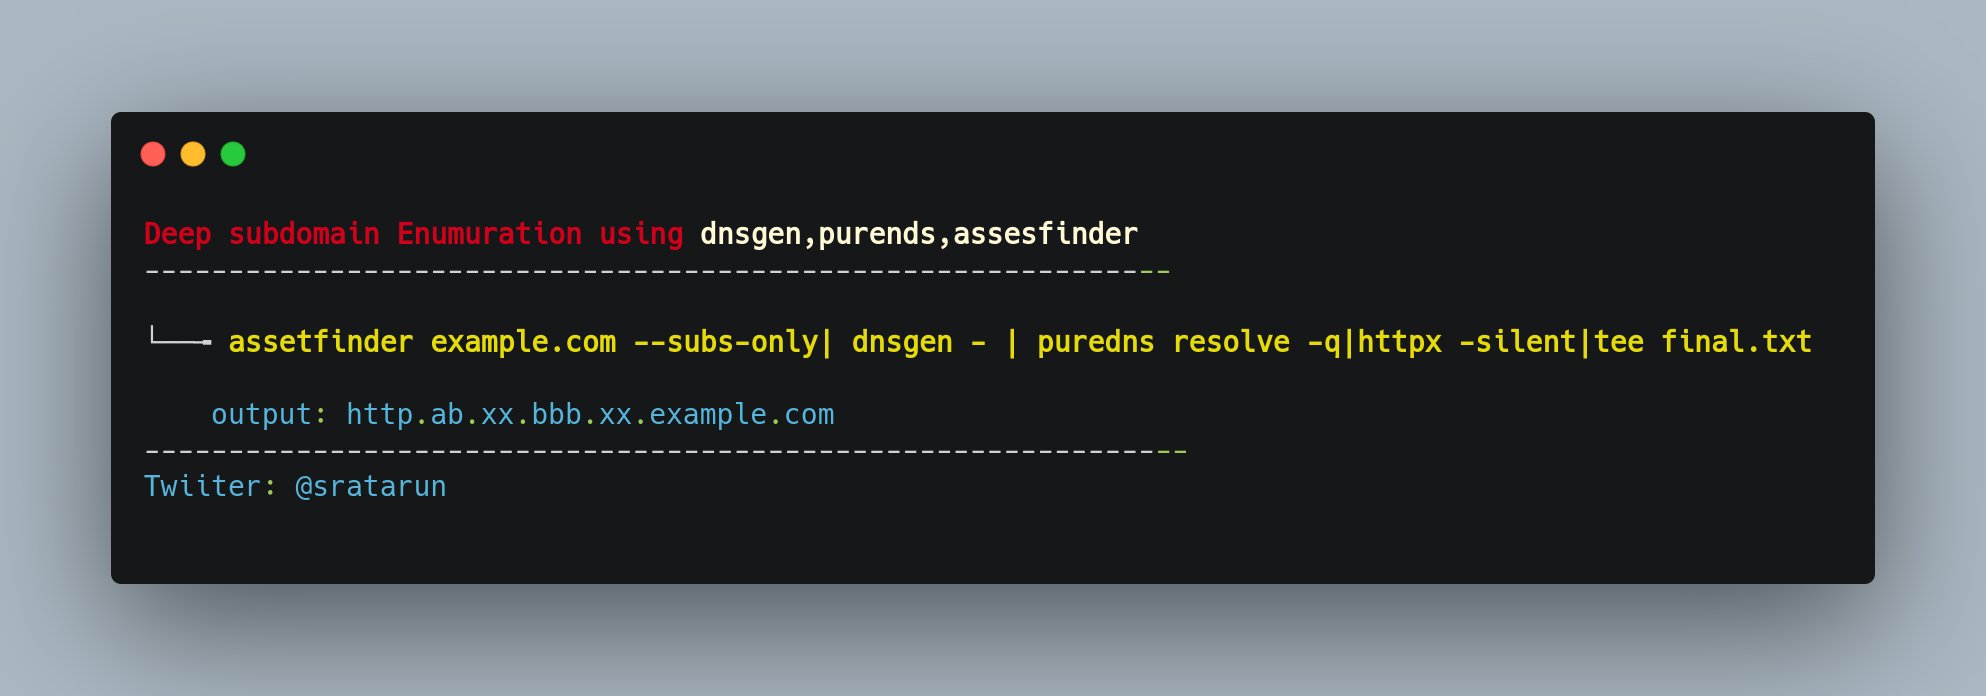 Deep subdomain Enumuration using dnsgen,purends,assesfinder
-------------------------------------------------------------
└──╼ assetfinder example.com --subs-only| dnsgen - | puredns resolve -q|httpx -silent|tee final.txt
output: http.ab.xx.bbb.xx.example.com
--------------------------------------------------------------
Twiiter: @sratarun